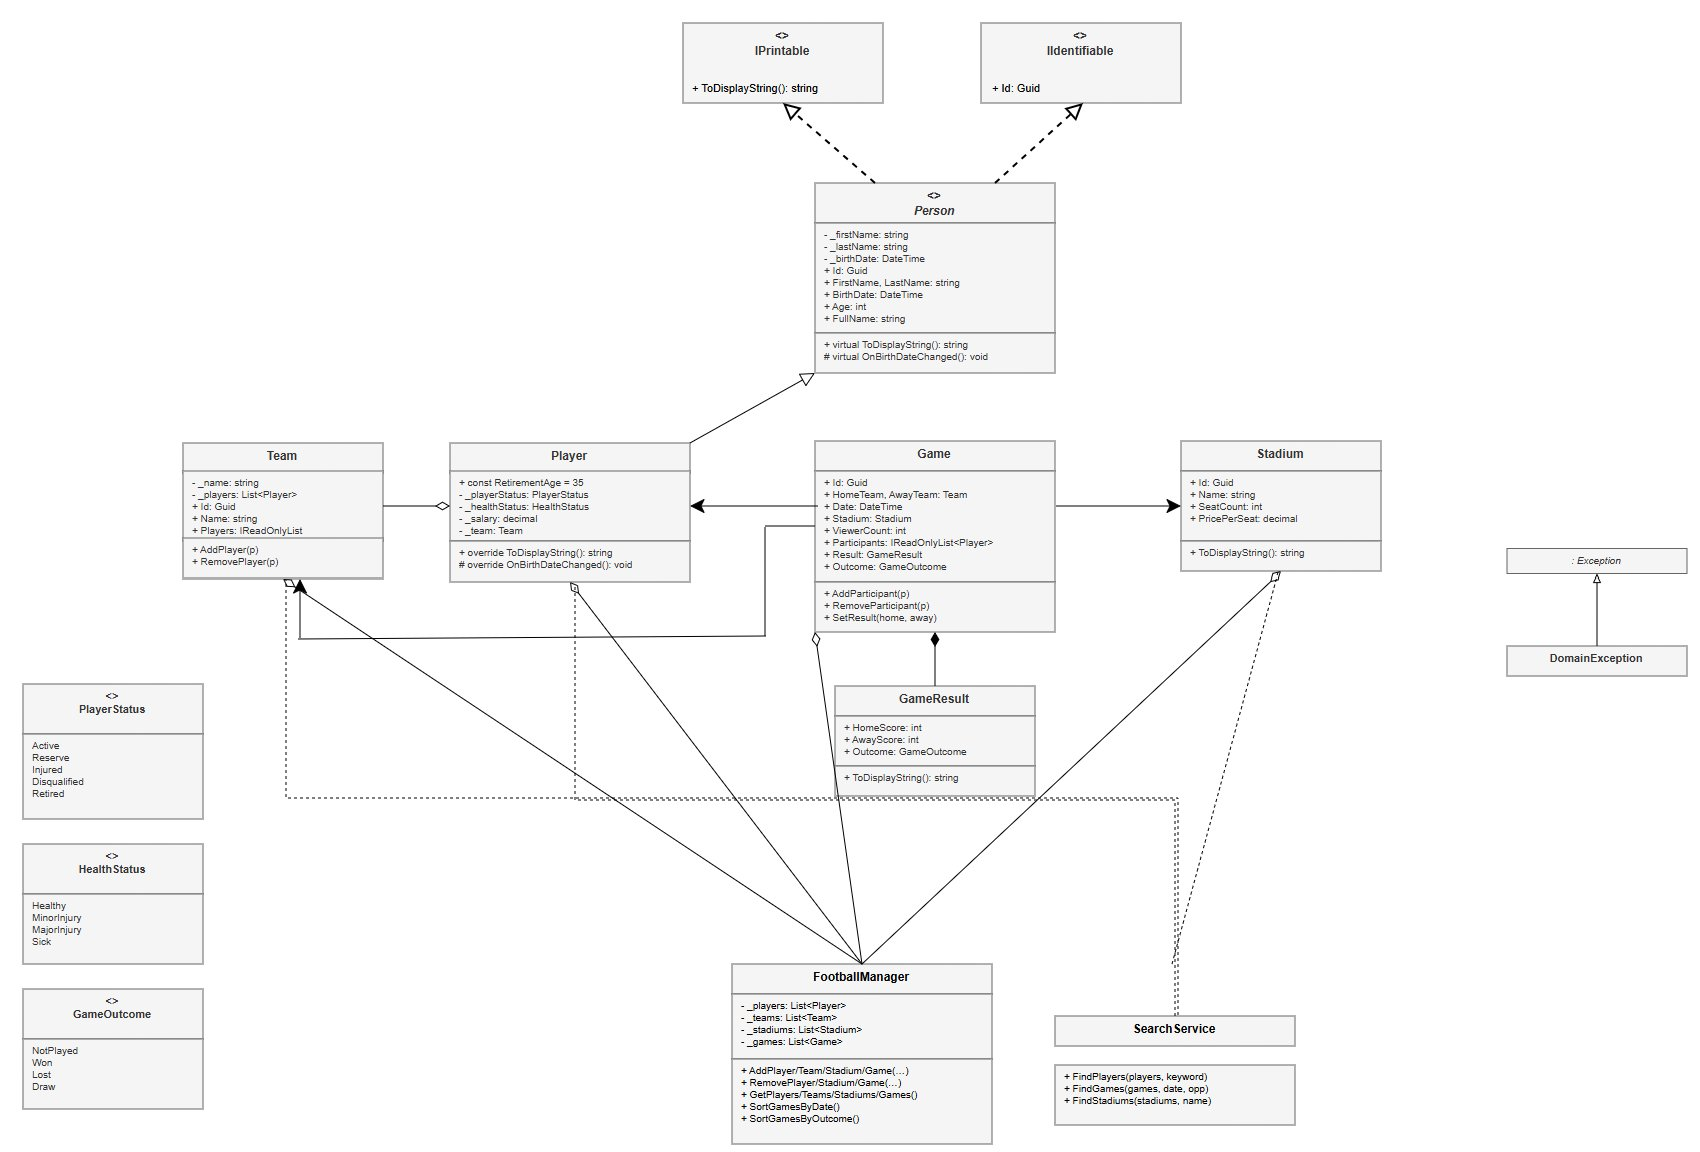 <>
IPrintable
+ ToDisplayString(): string
<>
IIdentifiable
+ Id: Guid
<>
Person
- _firstName: string
- _lastName: string
- _birthDate: DateTime
+ Id: Guid
+ FirstName, LastName: string
+ BirthDate: DateTime
+ Age: int
+ FullName: string
+ virtual ToDisplayString(): string
# virtual OnBirthDateChanged(): void
Team
- _name: string
- _players: List<Player>
+ Id: Guid
+ Name: string
+ Players: IReadOnlyList
+ AddPlayer(p)
+ RemovePlayer(p)
Player
+ const RetirementAge = 35
- _playerStatus: PlayerStatus
- _healthStatus: HealthStatus
- _salary: decimal
- _team: Team
+ override ToDisplayString(): string
# override OnBirthDateChanged(): void
Game
+ Id: Guid
+ HomeTeam, AwayTeam: Team
+ Date: DateTime
+ Stadium: Stadium
+ ViewerCount: int
+ Participants: IReadOnlyList<Player>
+ Result: GameResult
+ Outcome: GameOutcome
+ AddParticipant(p)
+ RemoveParticipant(p)
+ SetResult(home, away)
Stadium
+ Id: Guid
+ Name: string
+ SeatCount: int
+ PricePerSeat: decimal
+ ToDisplayString(): string
: Exception
DomainException
GameResult
+ HomeScore: int
+ AwayScore: int
+ Outcome: GameOutcome
+ ToDisplayString(): string
<>
PlayerStatus
Active
Reserve
Injured
Disqualified
Retired
<>
HealthStatus
Healthy
MinorInjury
MajorInjury
Sick
<>
GameOutcome
NotPlayed
Won
Lost
Draw
FootballManager
- _players: List<Player>
- _teams: List<Team>
- _stadiums: List<Stadium>
- _games: List<Game>
+ AddPlayer/Team/Stadium/Game(…)
+ RemovePlayer/Stadium/Game(…)
+ GetPlayers/Teams/Stadiums/Games()
+ SortGamesByDate()
+ SortGamesByOutcome()
SearchService
+ FindPlayers(players, keyword)
+ FindGames(games, date, opp)
+ FindStadiums(stadiums, name)